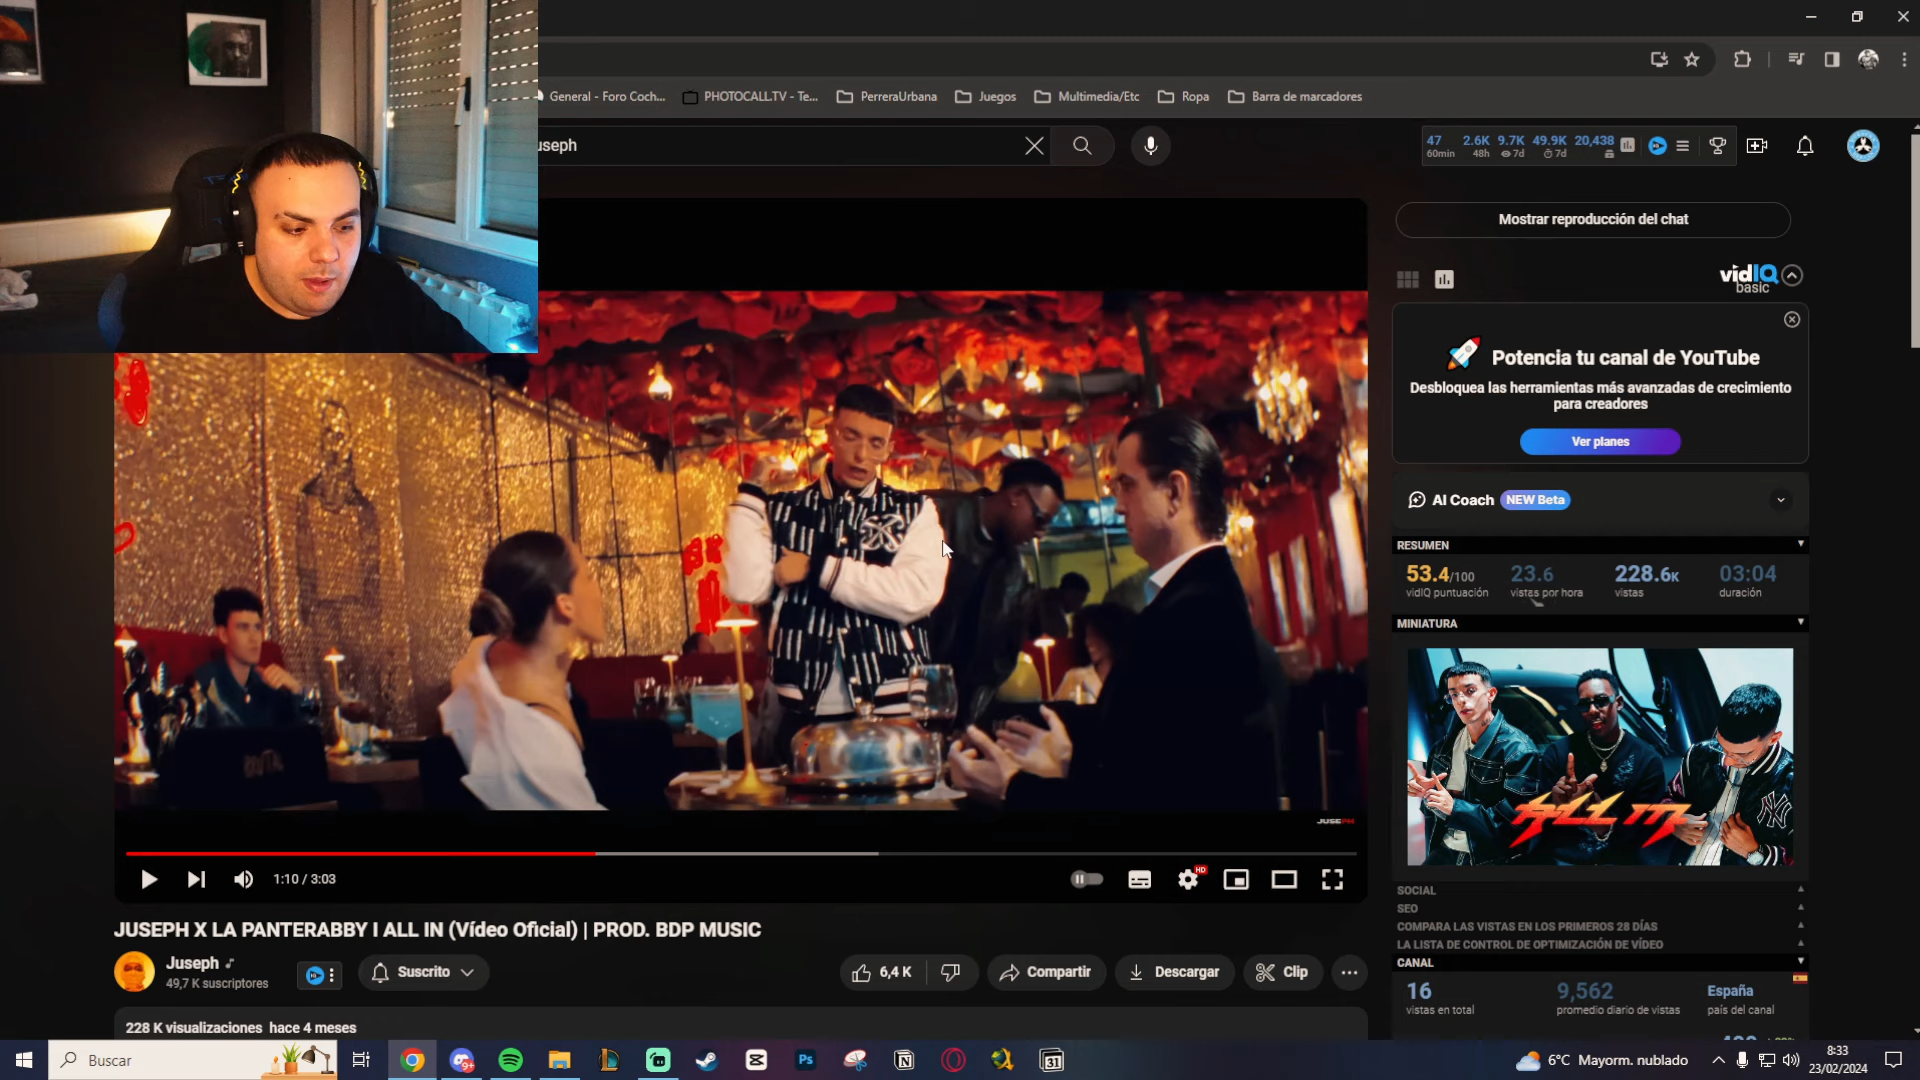 General - Foro Coch...
PHOTOCALL.TV - Te...
PerreraUrbana
Juegos
Multimedia/Etc
Ropa
Barra de marcadores
useph
47 2.6K 9.7K 49.9K 20,438
60min 48h 7d 7d
Mostrar reproducción del chat
vidIQ
basic
Potencia tu canal de YouTube
Desbloquea las herramientas más avanzadas de crecimiento
para creadores
Ver planes
AI Coach NEW Beta
RESUMEN
53.4/100 23.6 228.6K 03:04
vidIQ puntuación vistas por hora vistas duración
MINIATURA
ALL IN
JUSEPH
HD
1:10 / 3:03
SOCIAL
SEO
COMPARA LAS VISTAS EN LOS PRIMEROS 28 DÍAS
LA LISTA DE CONTROL DE OPTIMIZACIÓN DE VÍDEO
CANAL
16 9,562 España
vistas en total promedio diario de vistas país del canal
JUSEPH X LA PANTERABBY I ALL IN (Vídeo Oficial) | PROD. BDP MUSIC
Juseph
49,7 K suscriptores
Suscrito
6,4 K
Compartir
Descargar
Clip
228 K visualizaciones hace 4 meses
Buscar
9+
Ps
31
6°C Mayorm. nublado
8:33
23/02/2024